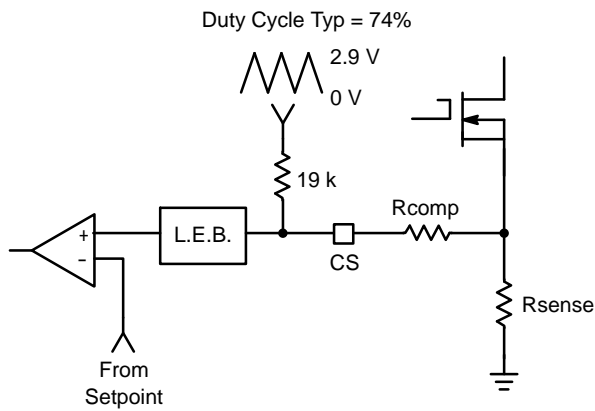 Duty Cycle Typ = 74%
2.9 V
0 V
19 k
Rcomp
+
L.E.B.
−
CS
Rsense
From
Setpoint